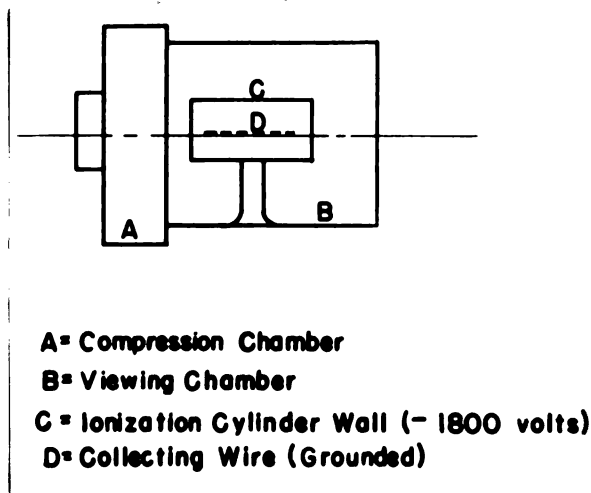 C
D
B
A
A= Compression Chamber
B= Viewing Chamber
C = Ionization Cylinder Wall (- 1800 volts)
D= Collecting Wire (Grounded)